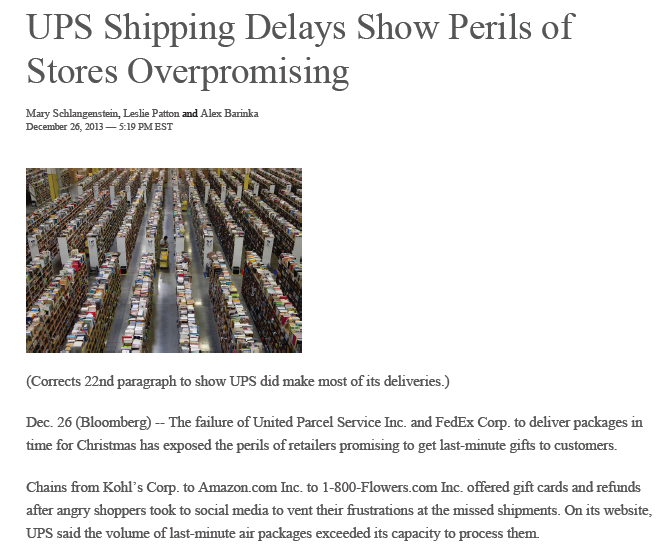 UPS Shipping Delays Show Perils of
Stores Overpromising
Mary Schlangenstein, Leslie Patton and Alex Barinka
December 26, 2013 — 5:19 PM EST
(Corrects 22nd paragraph to show UPS did make most of its deliveries.)
Dec. 26 (Bloomberg) -- The failure of United Parcel Service Inc. and FedEx Corp. to deliver packages in
time for Christmas has exposed the perils of retailers promising to get last-minute gifts to customers.
Chains from Kohl’s Corp. to Amazon.com Inc. to 1-800-Flowers.com Inc. offered gift cards and refunds
after angry shoppers took to social media to vent their frustrations at the missed shipments. On its website,
UPS said the volume of last-minute air packages exceeded its capacity to process them.